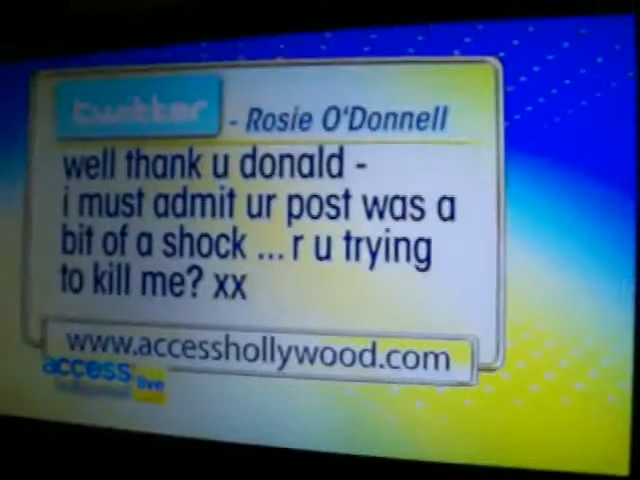 twitter - Rosie O'Donnell
well thank u donald -
i must admit ur post was a
bit of a shock ... r u trying
to kill me? xx
www.accesshollywood.com
access
hollywood live